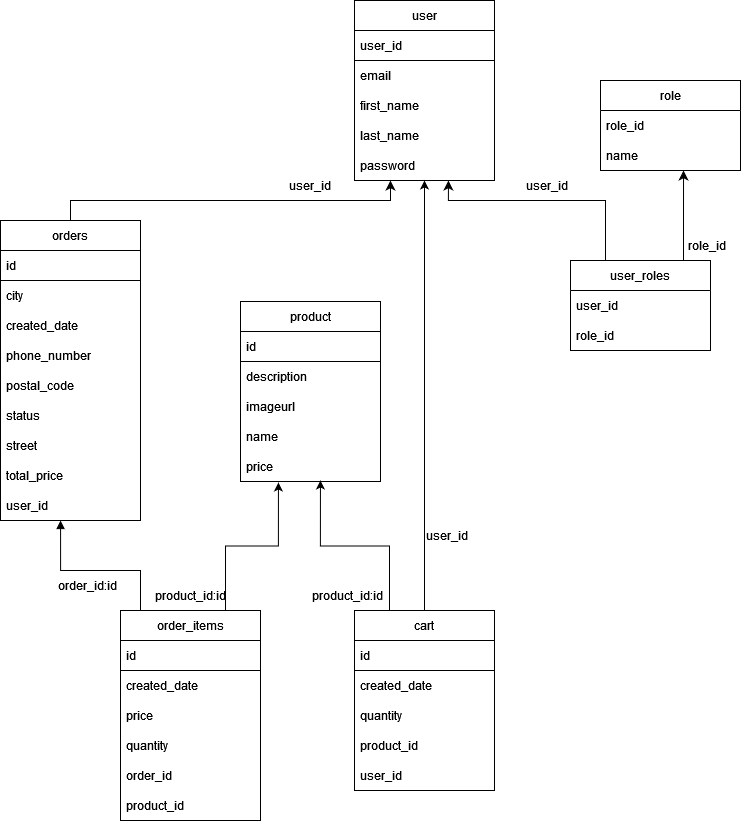 user
user_id
email
first_name
last_name
password
role
role_id
name
user_id
user_id
orders
id
city
created_date
phone_number
postal_code
status
street
total_price
user_id
role_id
user_roles
user_id
role_id
product
id
description
imageurl
name
price
user_id
order_id:id
product_id:id
product_id:id
order_items
id
created_date
price
quantity
order_id
product_id
cart
id
created_date
quantity
product_id
user_id